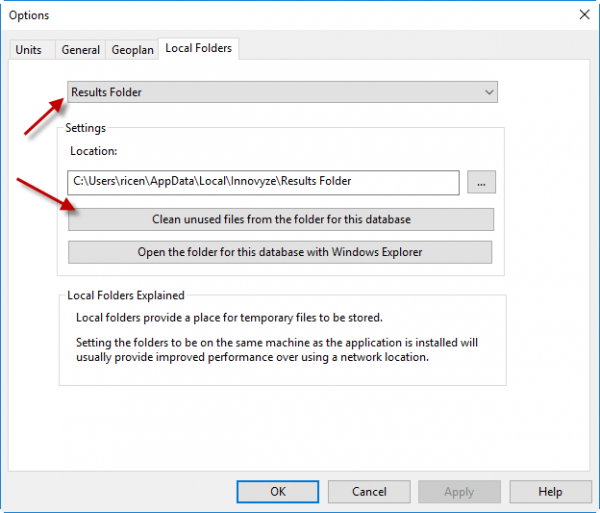 Options
Units General Geoplan Local Folders
Results Folder
Settings
Location:
C:\Users\ricen\AppData\Local\Innovyze\Results Folder ...
Clean unused files from the folder for this database
Open the folder for this database with Windows Explorer
Local Folders Explained
Local folders provide a place for temporary files to be stored.
Setting the folders to be on the same machine as the application is installed will
usually provide improved performance over using a network location.
OK Cancel Apply Help